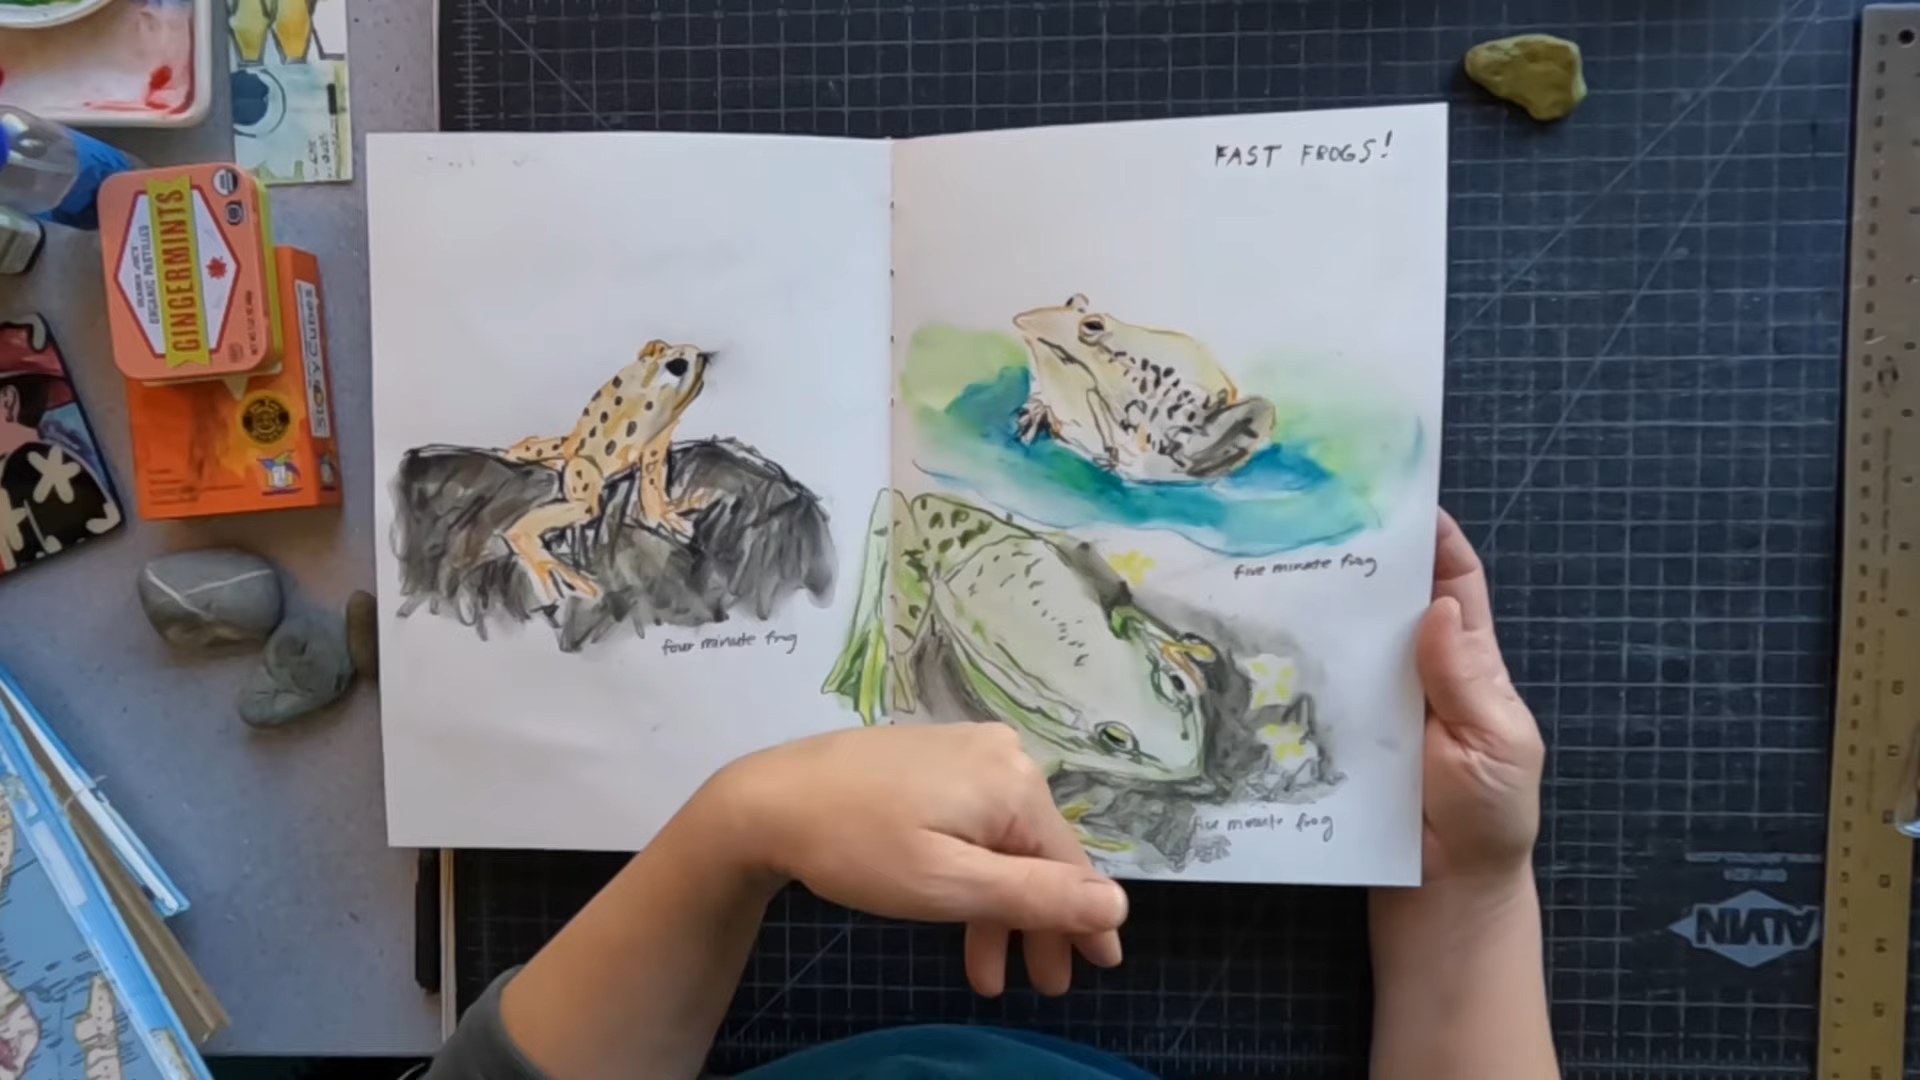 FAST FROGS!
five minute frog
four minute frog
five minute frog
ORGANIC PASTILLES
GINGERMINTS
STORY CUBES
ALVIN